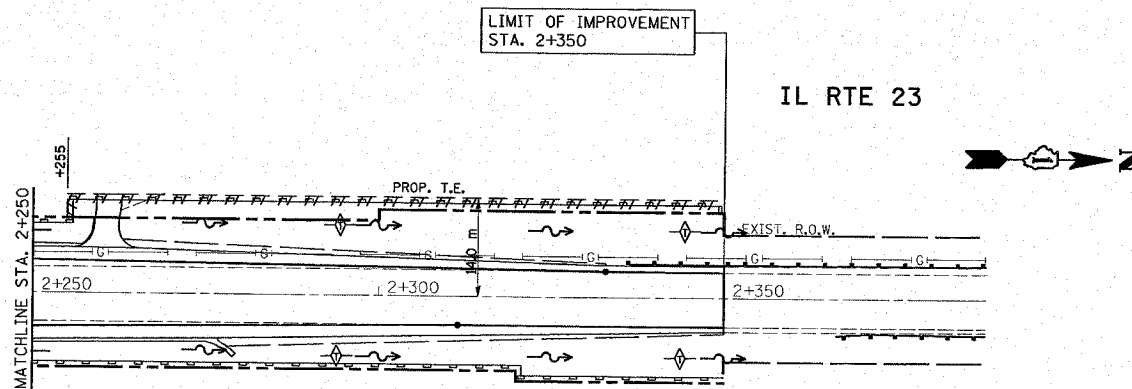 LIMIT OF IMPROVEMENT
STA. 2+350
IL RTE 23
N
+255
MATCHLINE STA. 2+250
PROP. T.E.
EXIST. R.O.W.
14.0 m
G G G G G G
2+250 2+300 2+350
T T
T T